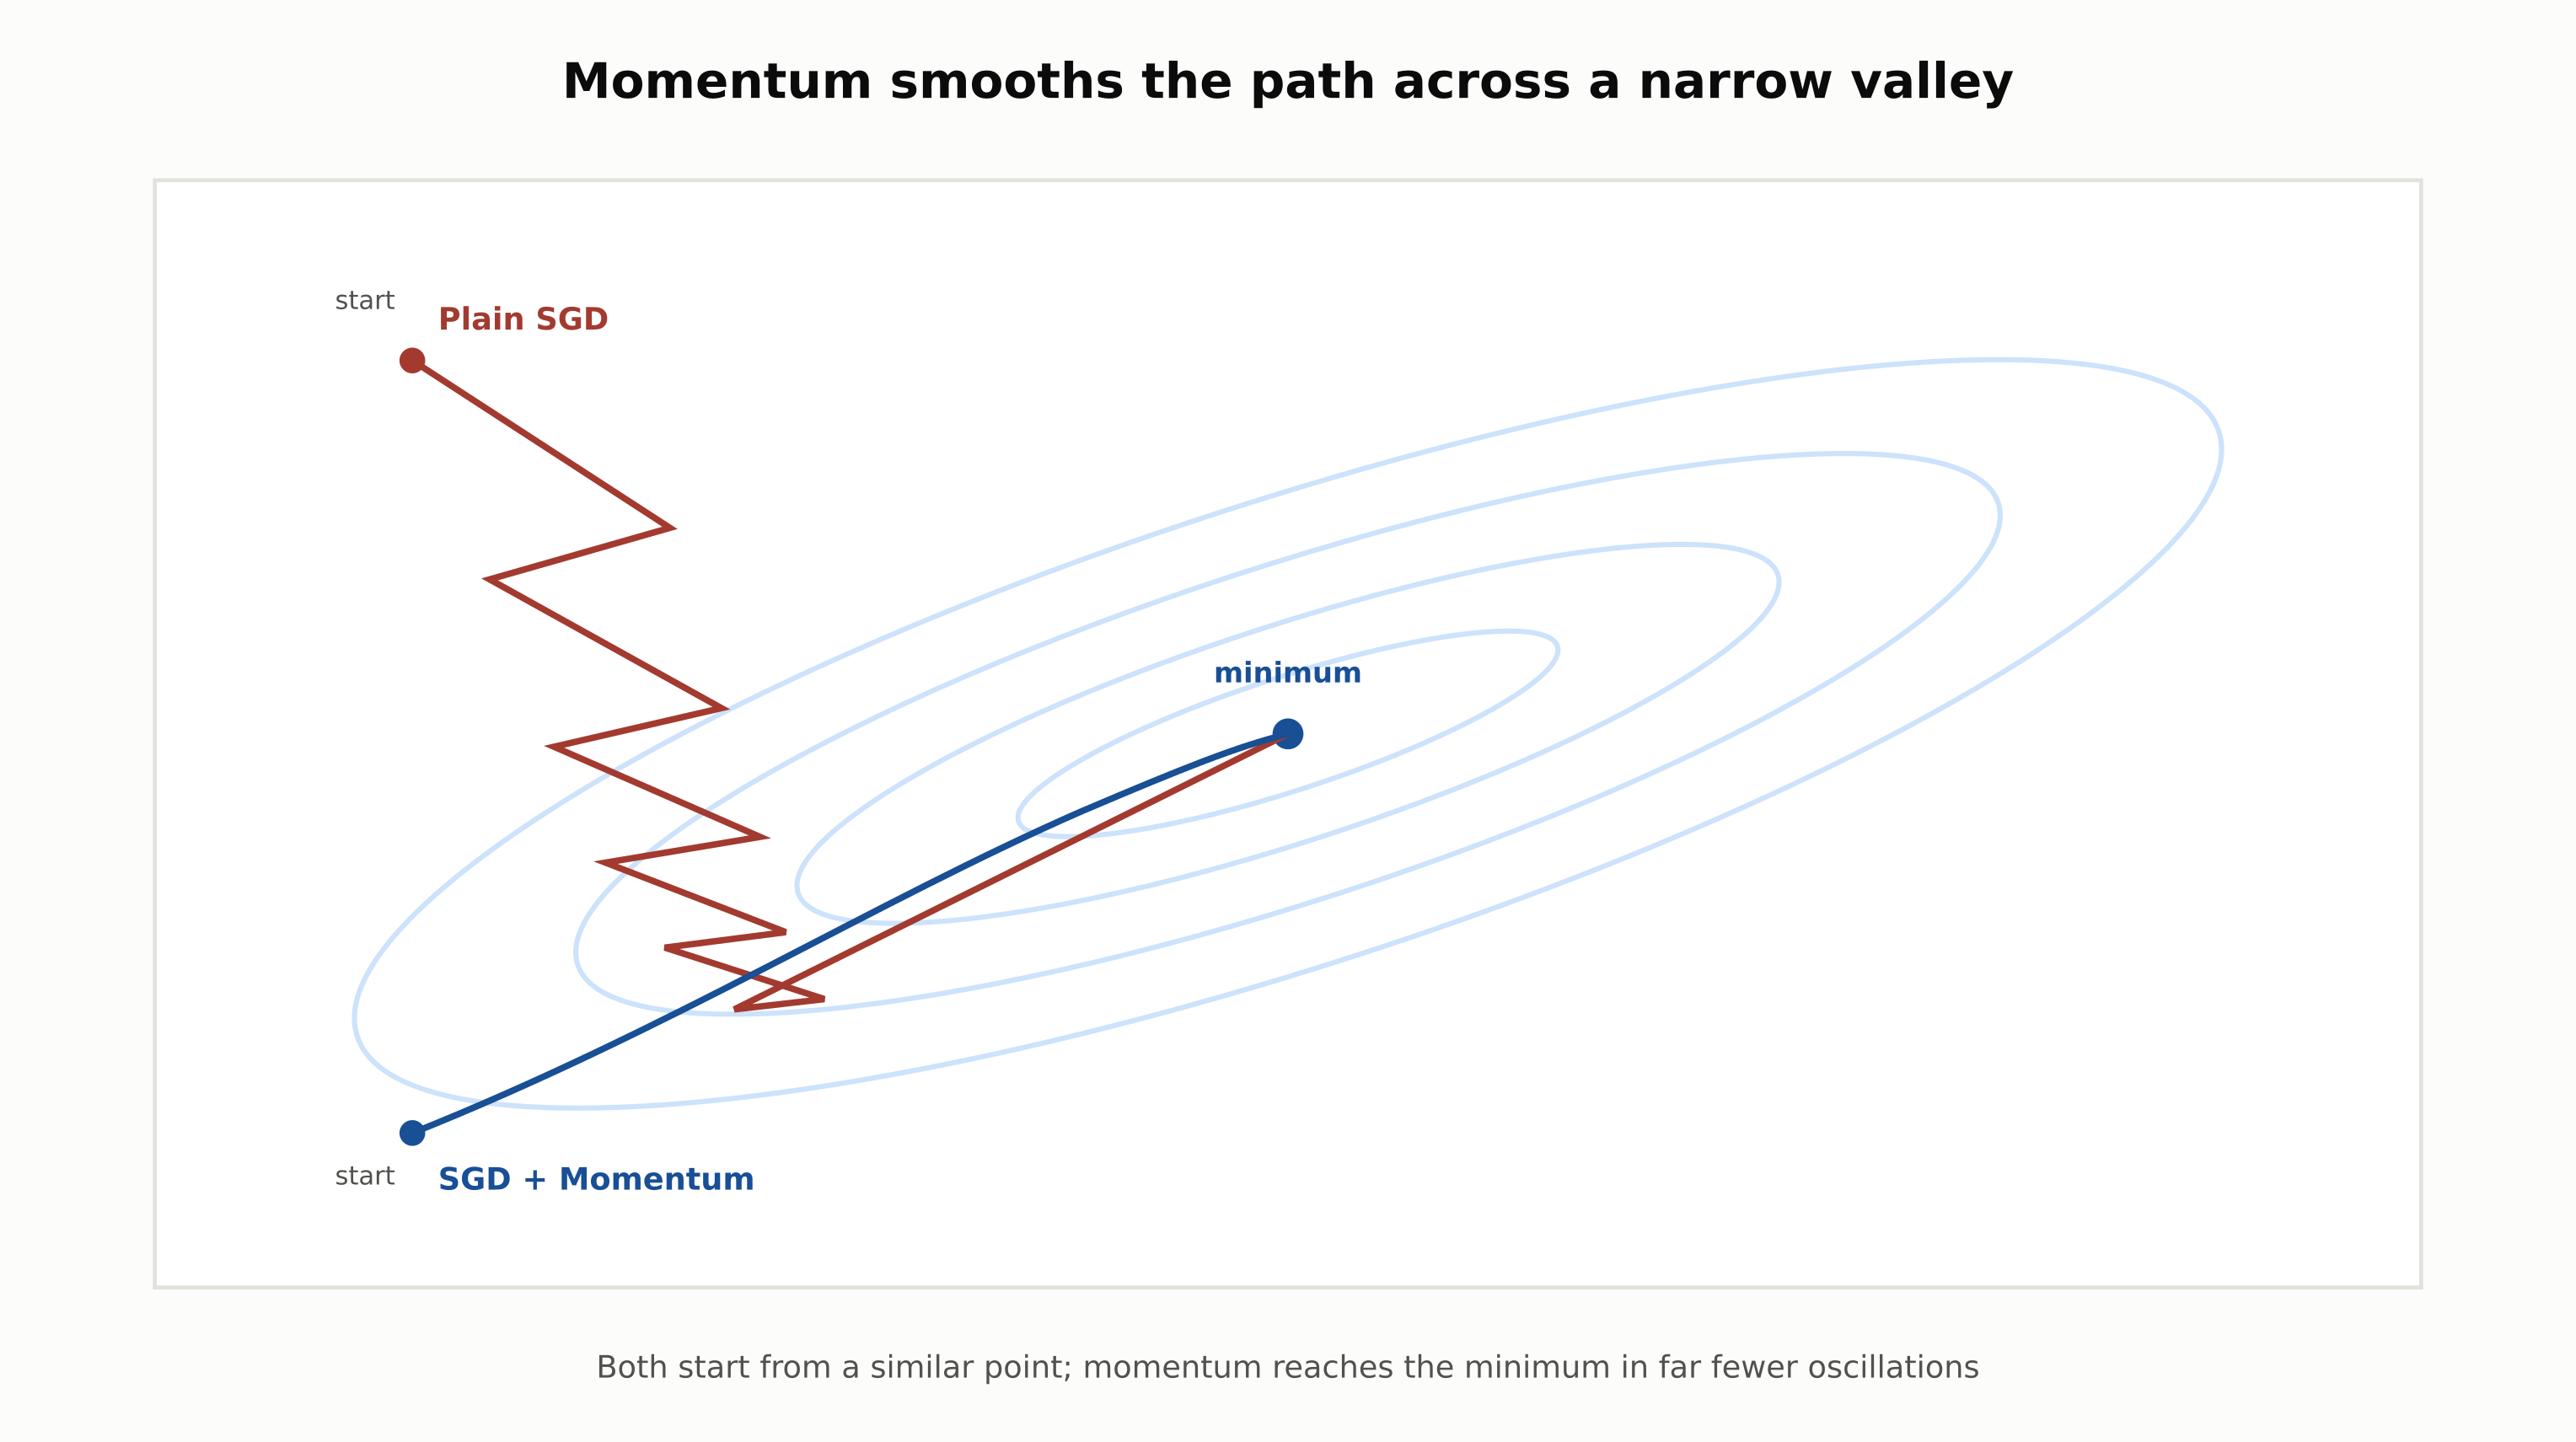 Momentum smooths the path across a narrow valley
start
Plain SGD
minimum
start
SGD + Momentum
Both start from a similar point; momentum reaches the minimum in far fewer oscillations